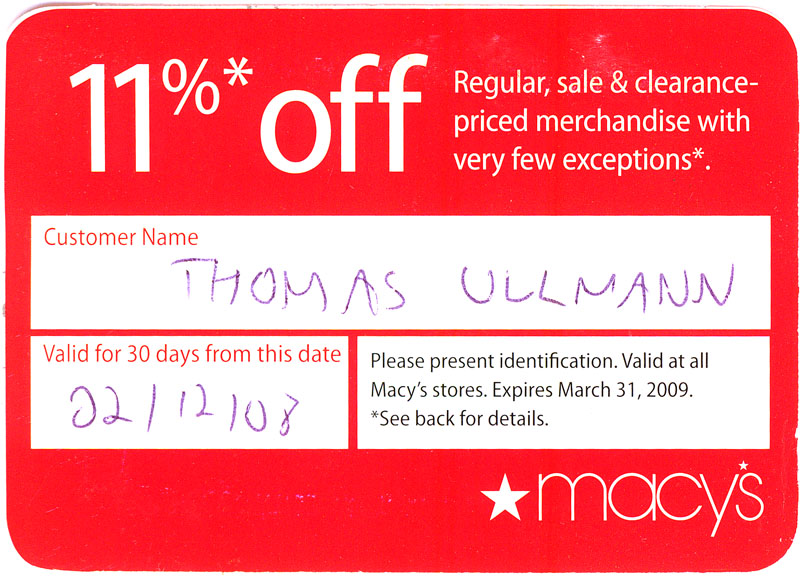 11%* off
Regular, sale & clearance-
priced merchandise with
very few exceptions*.
Customer Name
THOMAS ULLMANN
Valid for 30 days from this date
02/12/08
Please present identification. Valid at all
Macy's stores. Expires March 31, 2009.
*See back for details.
macy's